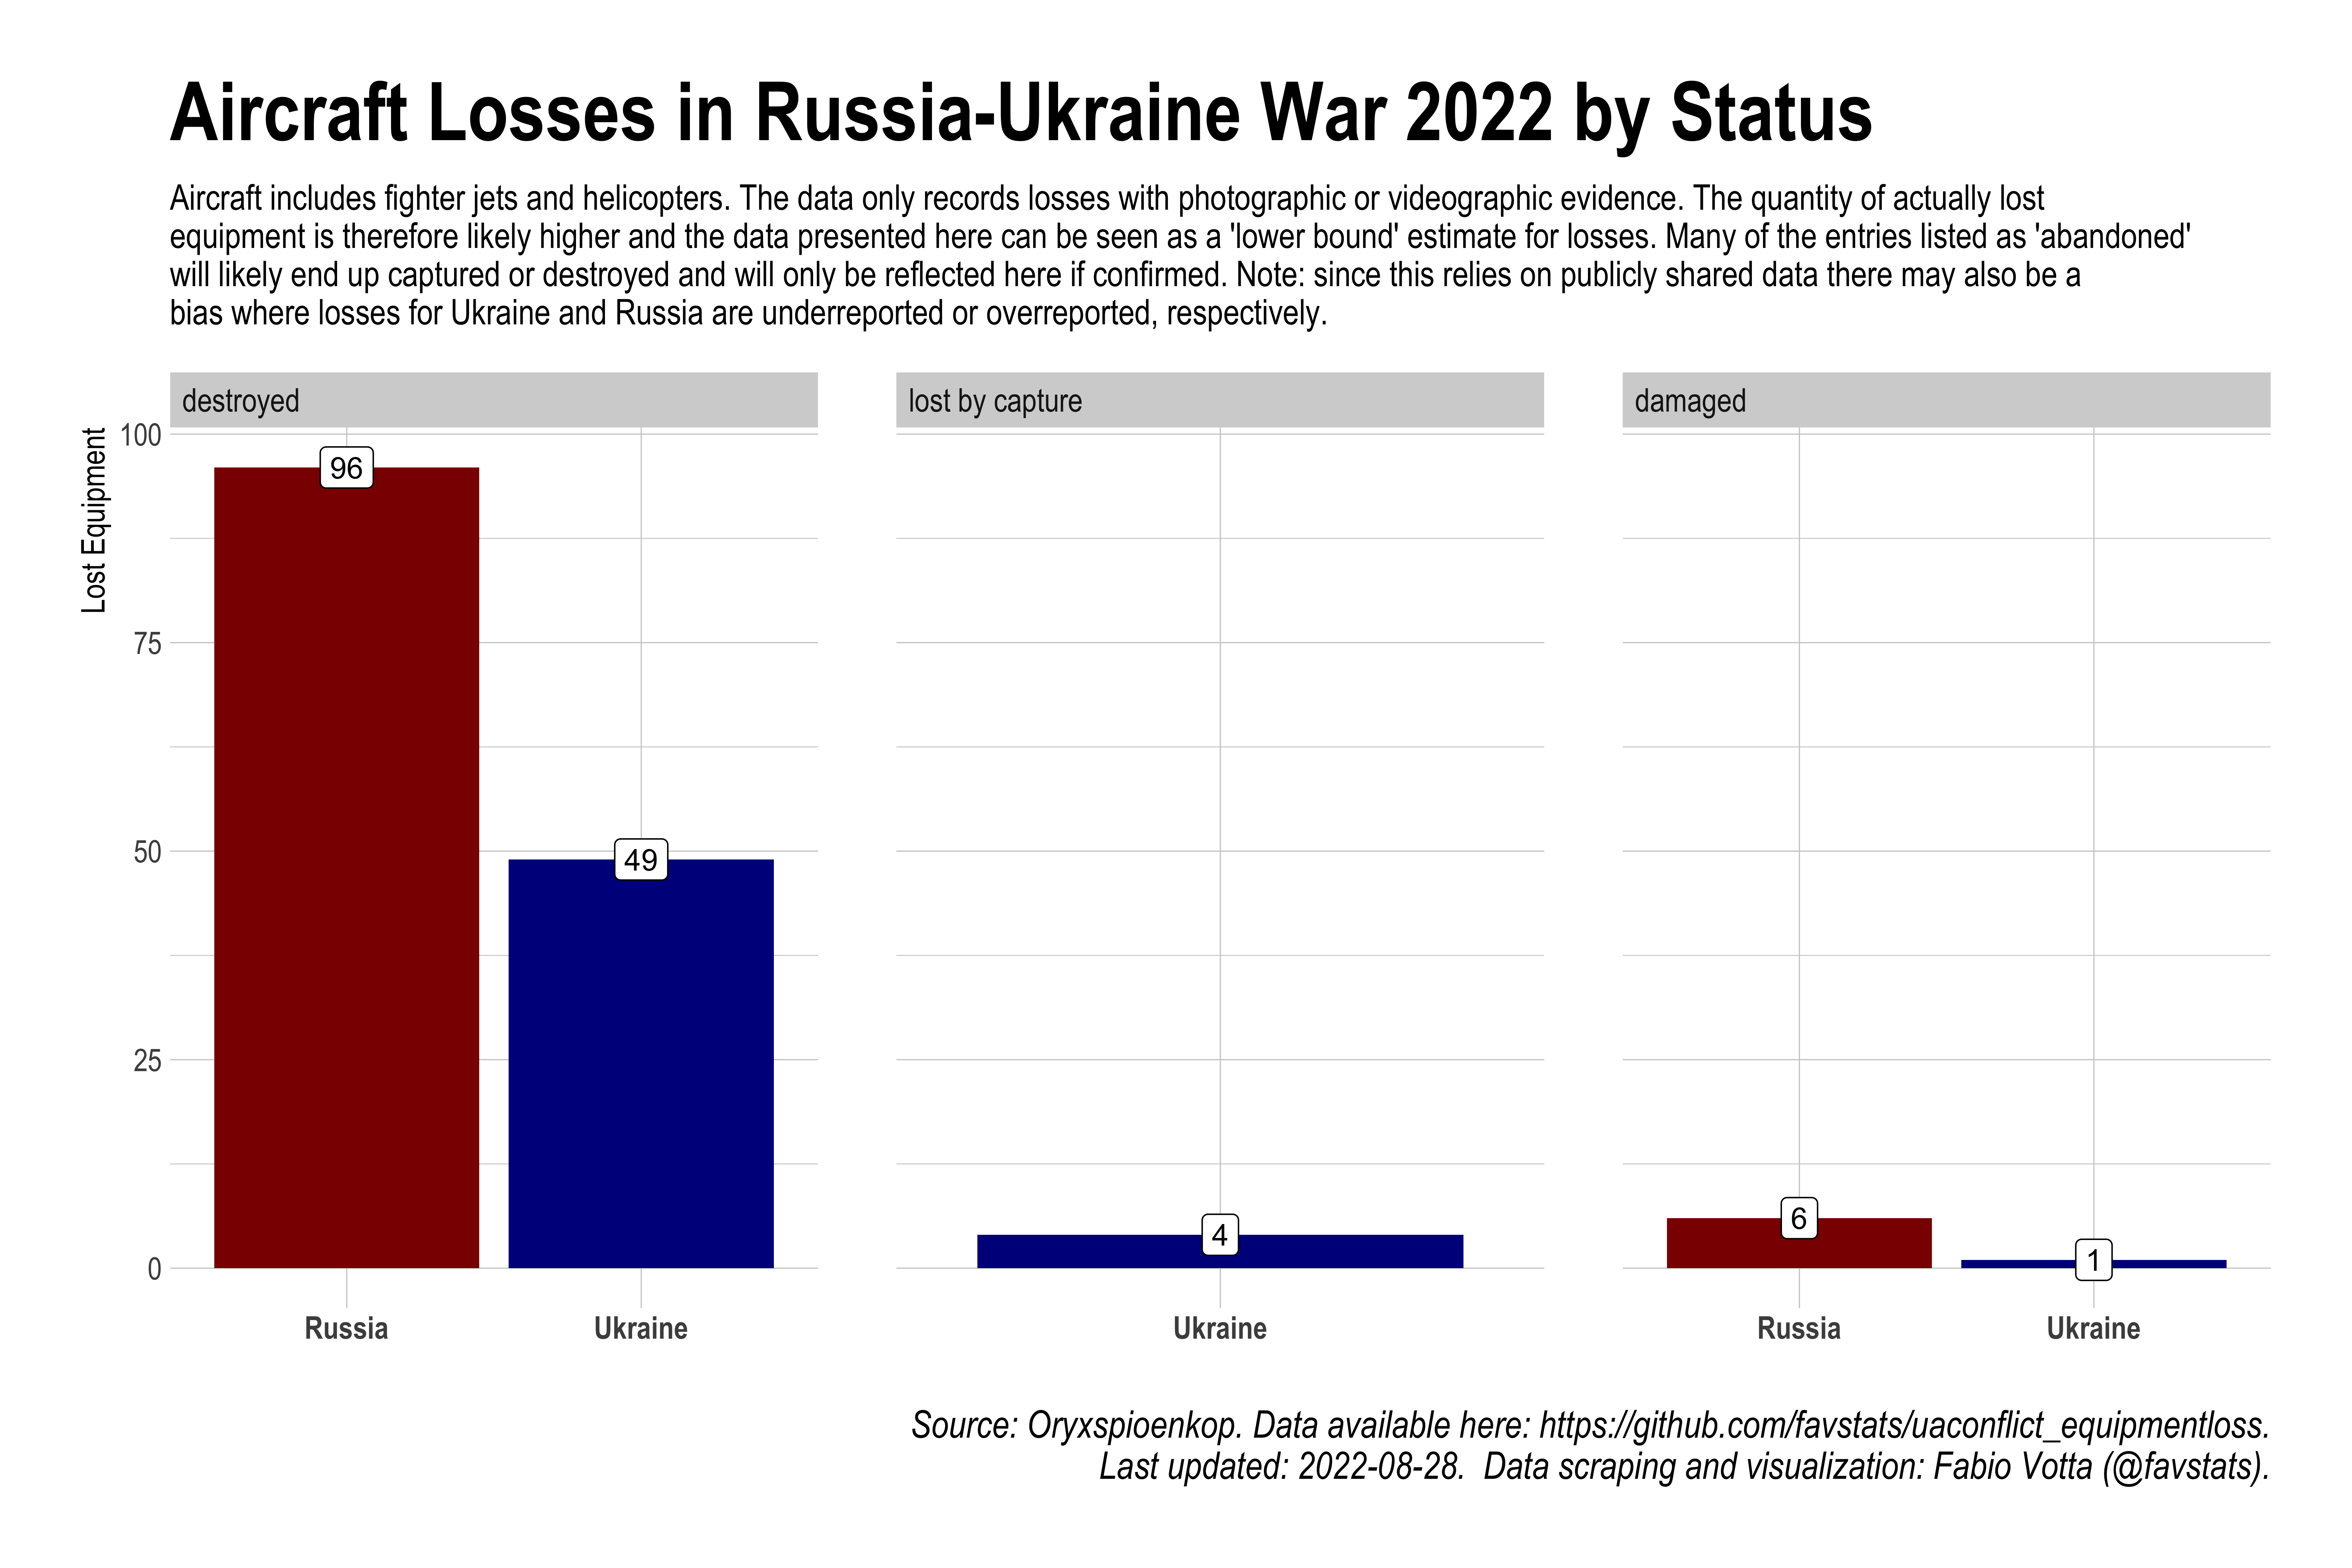 Aircraft Losses in Russia-Ukraine War 2022 by Status
Aircraft includes fighter jets and helicopters. The data only records losses with photographic or videographic evidence. The quantity of actually lost
equipment is therefore likely higher and the data presented here can be seen as a 'lower bound' estimate for losses. Many of the entries listed as 'abandoned'
will likely end up captured or destroyed and will only be reflected here if confirmed. Note: since this relies on publicly shared data there may also be a
bias where losses for Ukraine and Russia are underreported or overreported, respectively.
destroyed
lost by capture
damaged
Lost Equipment
100
75
50
25
0
96
49
4
6
1
Russia
Ukraine
Ukraine
Russia
Ukraine
Source: Oryxspioenkop. Data available here: https://github.com/favstats/uaconflict_equipmentloss.
Last updated: 2022-08-28.  Data scraping and visualization: Fabio Votta (@favstats).